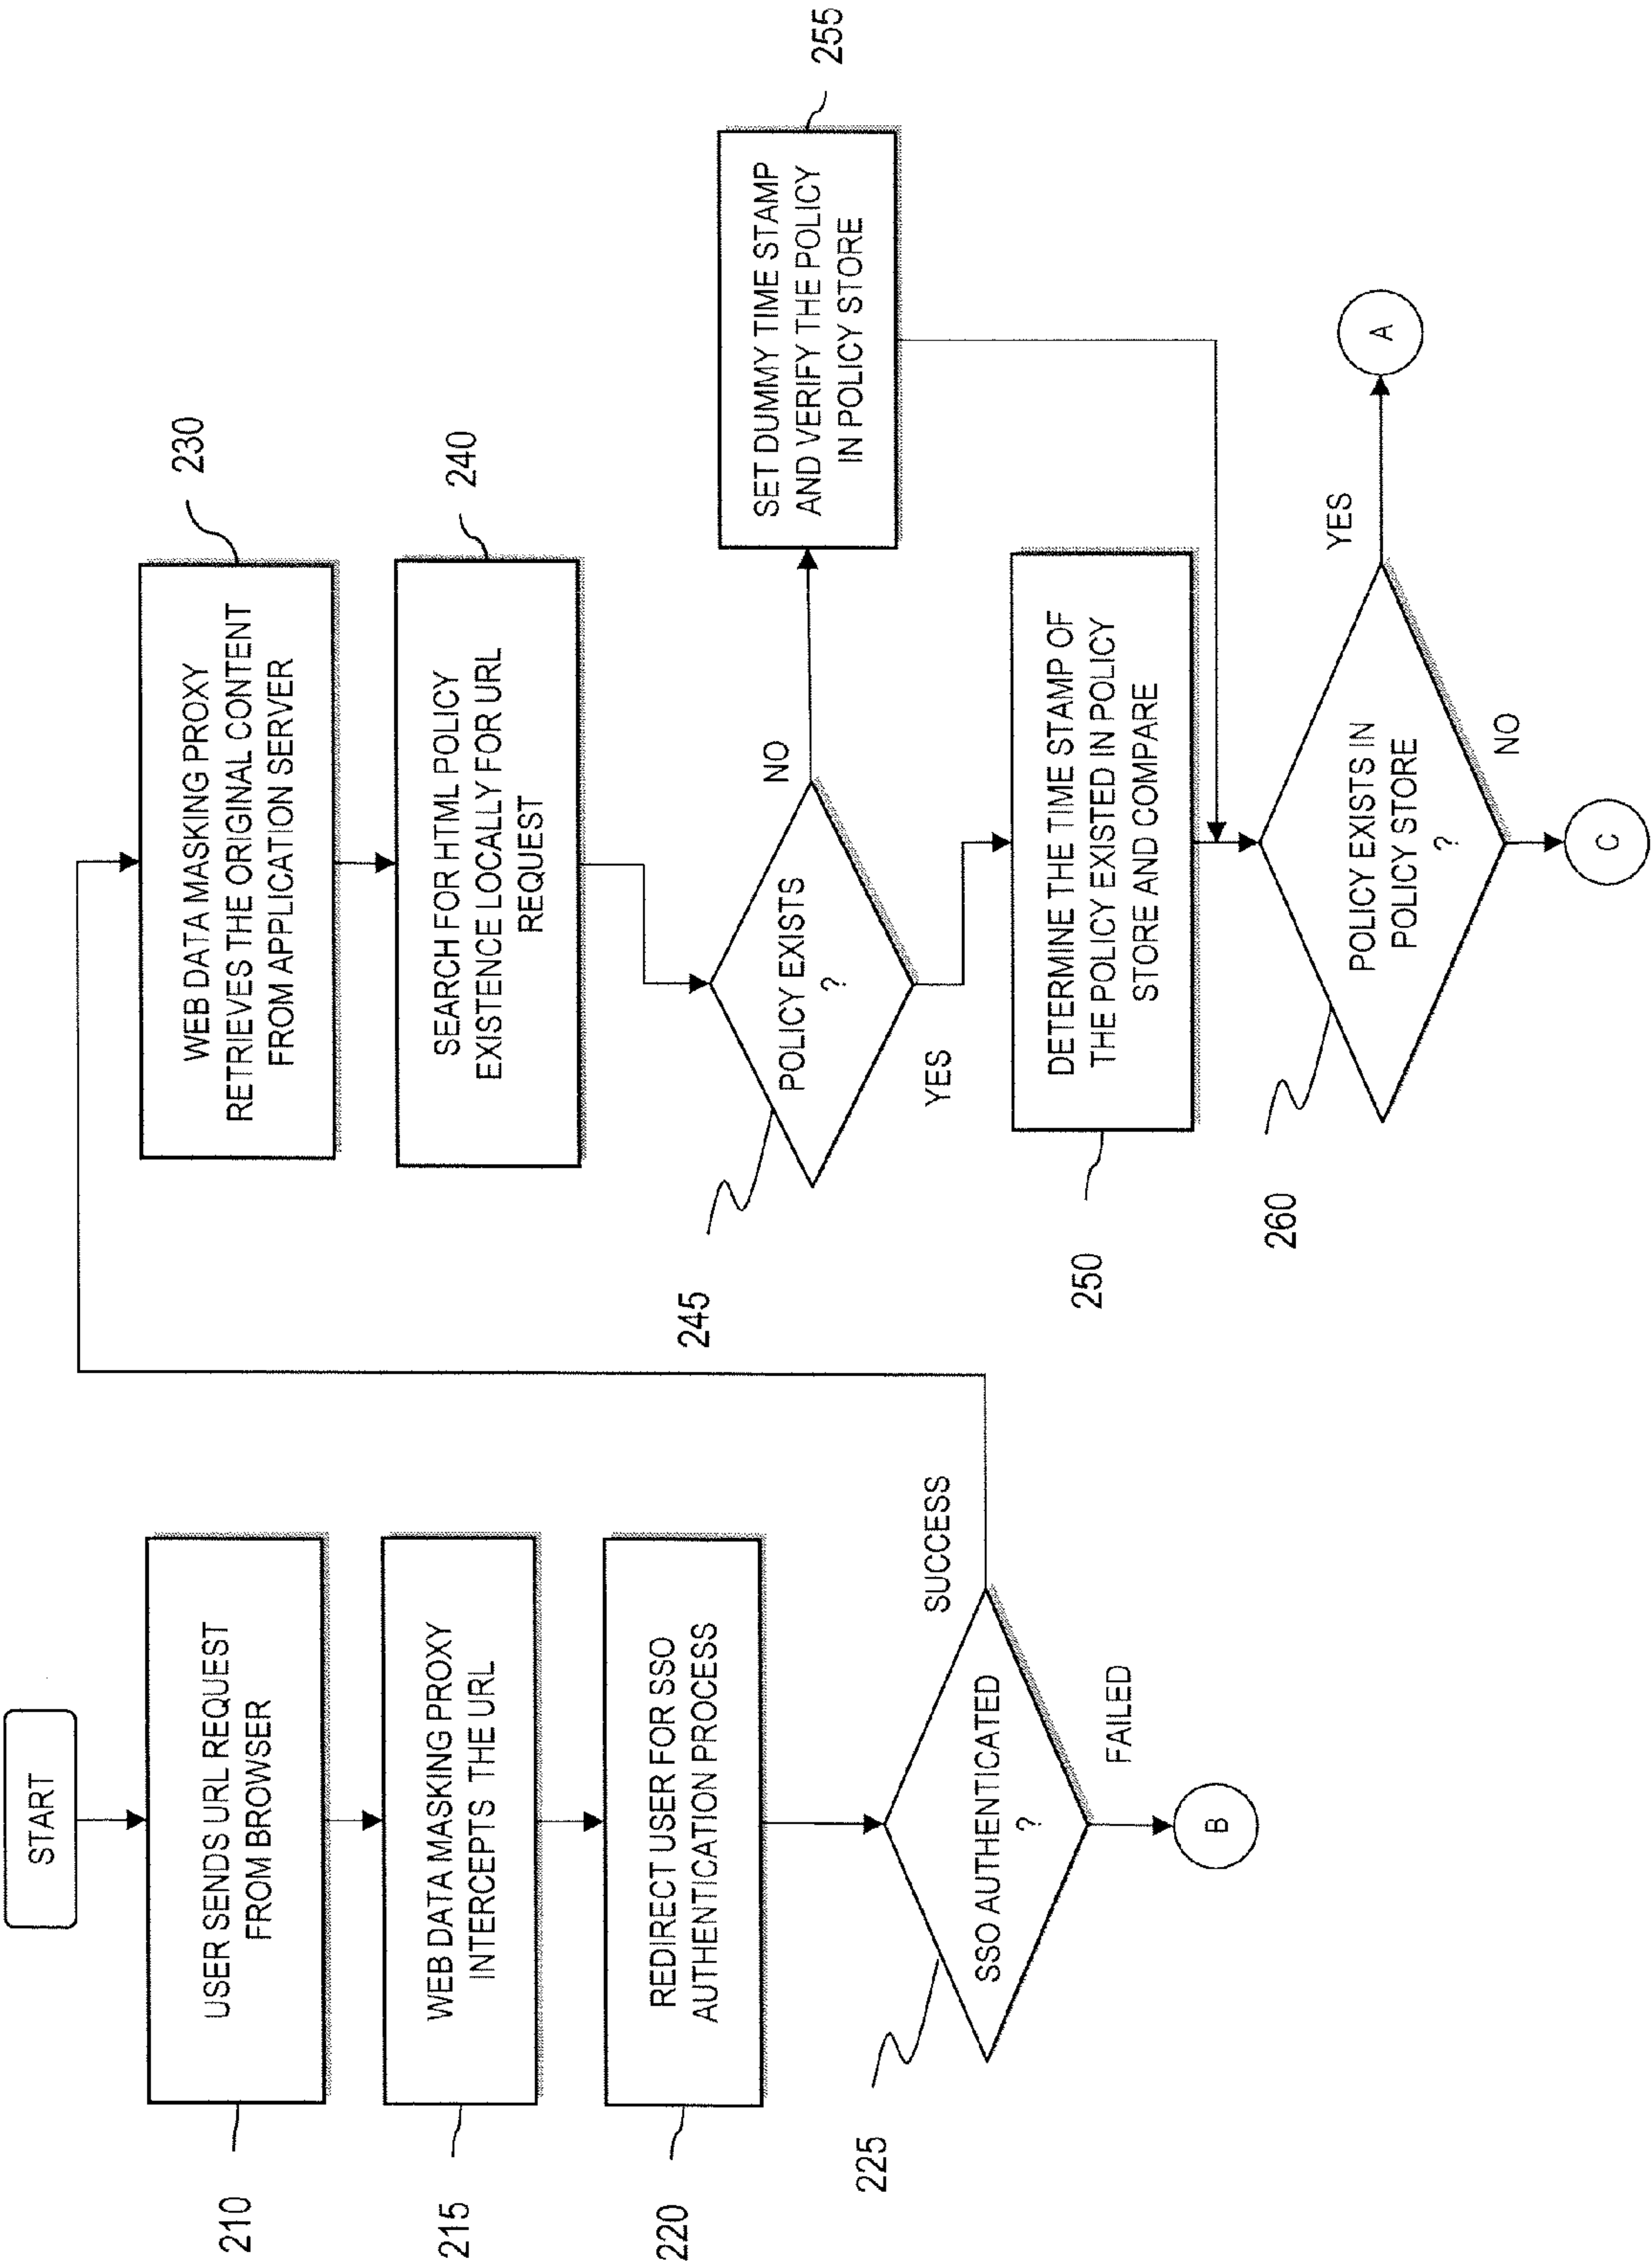 START
USER SENDS URL REQUEST
FROM BROWSER
210
WEB DATA MASKING PROXY
INTERCEPTS THE URL
215
REDIRECT USER FOR SSO
AUTHENTICATION PROCESS
220
SSO AUTHENTICATED
?
225
SUCCESS
FAILED
B
WEB DATA MASKING PROXY
RETRIEVES THE ORIGINAL CONTENT
FROM APPLICATION SERVER
230
SEARCH FOR HTML POLICY
EXISTENCE LOCALLY FOR URL
REQUEST
240
POLICY EXISTS
?
245
NO
YES
SET DUMMY TIME STAMP
AND VERIFY THE POLICY
IN POLICY STORE
255
DETERMINE THE TIME STAMP OF
THE POLICY EXISTED IN POLICY
STORE AND COMPARE
250
POLICY EXISTS IN
POLICY STORE
?
260
YES
A
NO
C